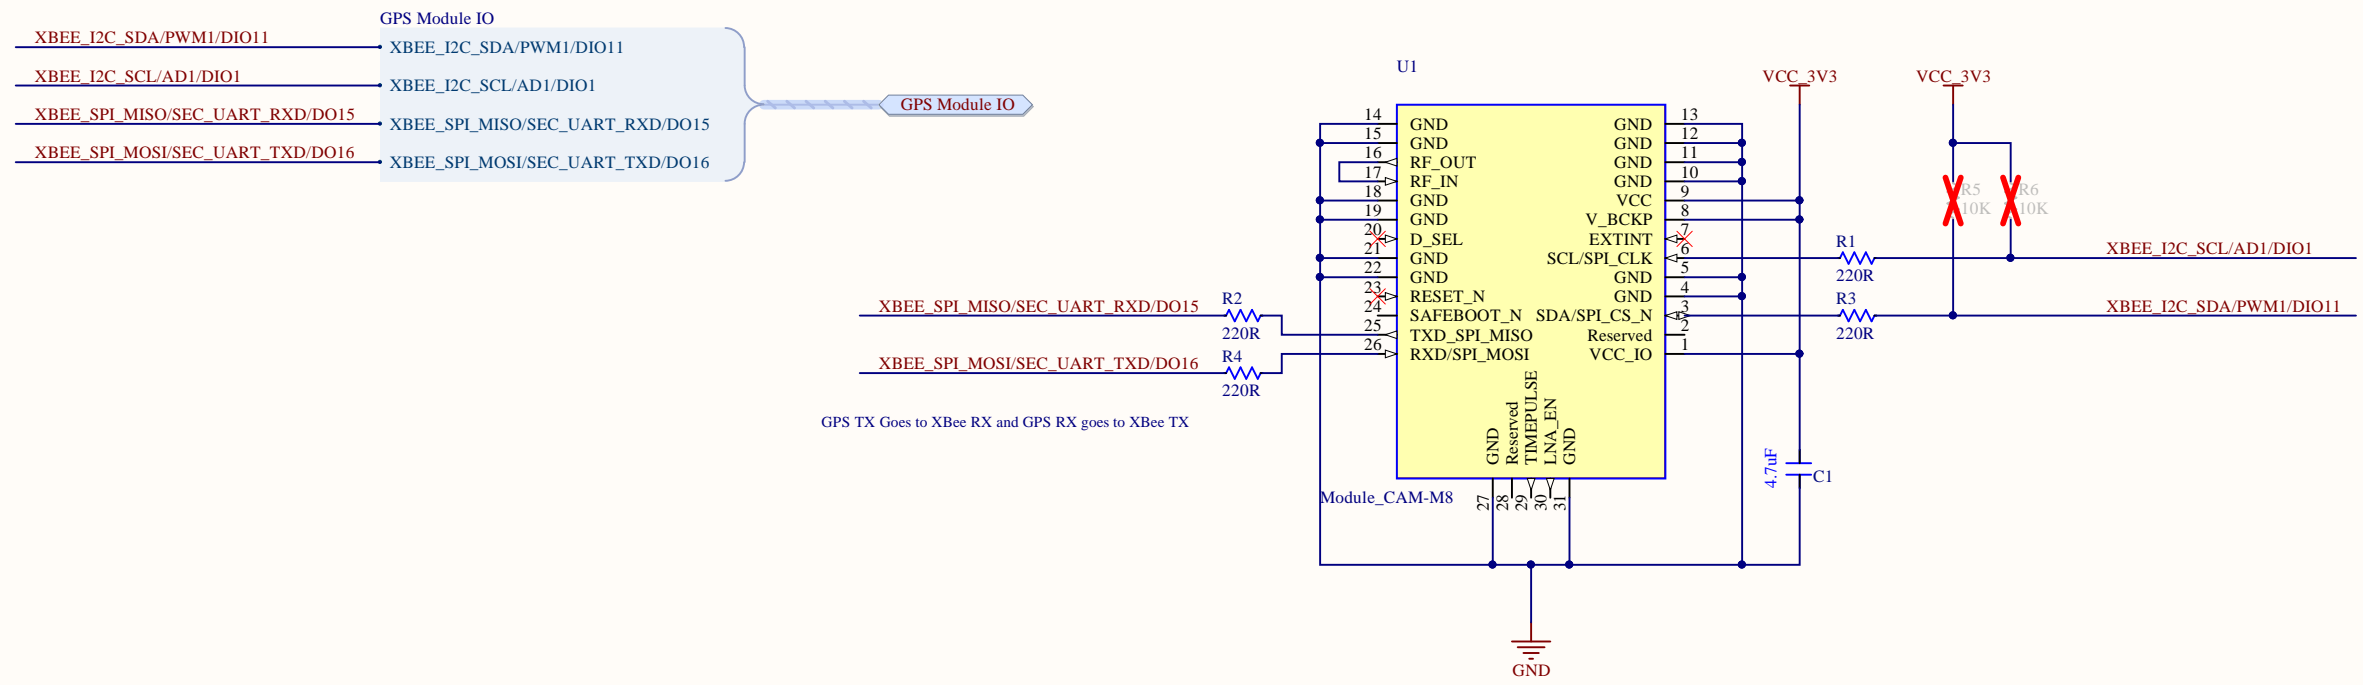 GPS Module IO
XBEE_I2C_SDA/PWM1/DIO11
XBEE_I2C_SDA/PWM1/DIO11
XBEE_I2C_SCL/AD1/DIO1
XBEE_I2C_SCL/AD1/DIO1
XBEE_SPI_MISO/SEC_UART_RXD/DO15
XBEE_SPI_MISO/SEC_UART_RXD/DO15
XBEE_SPI_MOSI/SEC_UART_TXD/DO16
XBEE_SPI_MOSI/SEC_UART_TXD/DO16
GPS Module IO
U1
14 GND
15 GND
16 RF_OUT
17 RF_IN
18 GND
19 GND
20 D_SEL
21 GND
22 GND
23 RESET_N
24 SAFEBOOT_N
25 TXD_SPI_MISO
26 RXD/SPI_MOSI
GND 13
GND 12
GND 11
GND 10
VCC 9
V_BCKP 8
EXTINT 7
SCL/SPI_CLK 6
GND 5
GND 4
SDA/SPI_CS_N 3
Reserved 2
VCC_IO 1
GND 27
Reserved 28
TIMEPULSE 29
LNA_EN 30
GND 31
Module_CAM-M8
XBEE_SPI_MISO/SEC_UART_RXD/DO15
R2
220R
XBEE_SPI_MOSI/SEC_UART_TXD/DO16
R4
220R
GPS TX Goes to XBee RX and GPS RX goes to XBee TX
VCC_3V3
VCC_3V3
R5
10K
R6
10K
R1
220R
XBEE_I2C_SCL/AD1/DIO1
R3
220R
XBEE_I2C_SDA/PWM1/DIO11
4.7uF
C1
GND